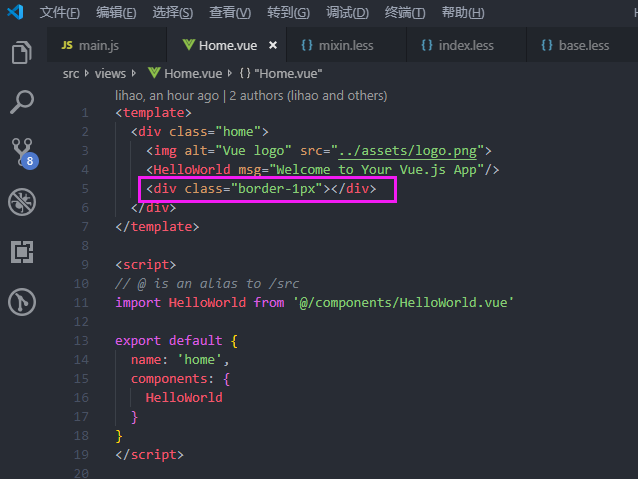 文件(F) 编辑(E) 选择(S) 查看(V) 转到(G) 调试(D) 终端(T) 帮助(H)
JS main.js Home.vue × {} mixin.less {} index.less {} base.less
src › views › Home.vue › {} "Home.vue"
lihao, an hour ago | 2 authors (lihao and others)
1 <template>
2 <div class="home">
3 <img alt="Vue logo" src="../assets/logo.png">
4 <HelloWorld msg="Welcome to Your Vue.js App"/>
5 <div class="border-1px"></div>
6 </div>
7 </template>
8
9 <script>
10 // @ is an alias to /src
11 import HelloWorld from '@/components/HelloWorld.vue'
12
13 export default {
14 name: 'home',
15 components: {
16 HelloWorld
17 }
18 }
19 </script>
20
8